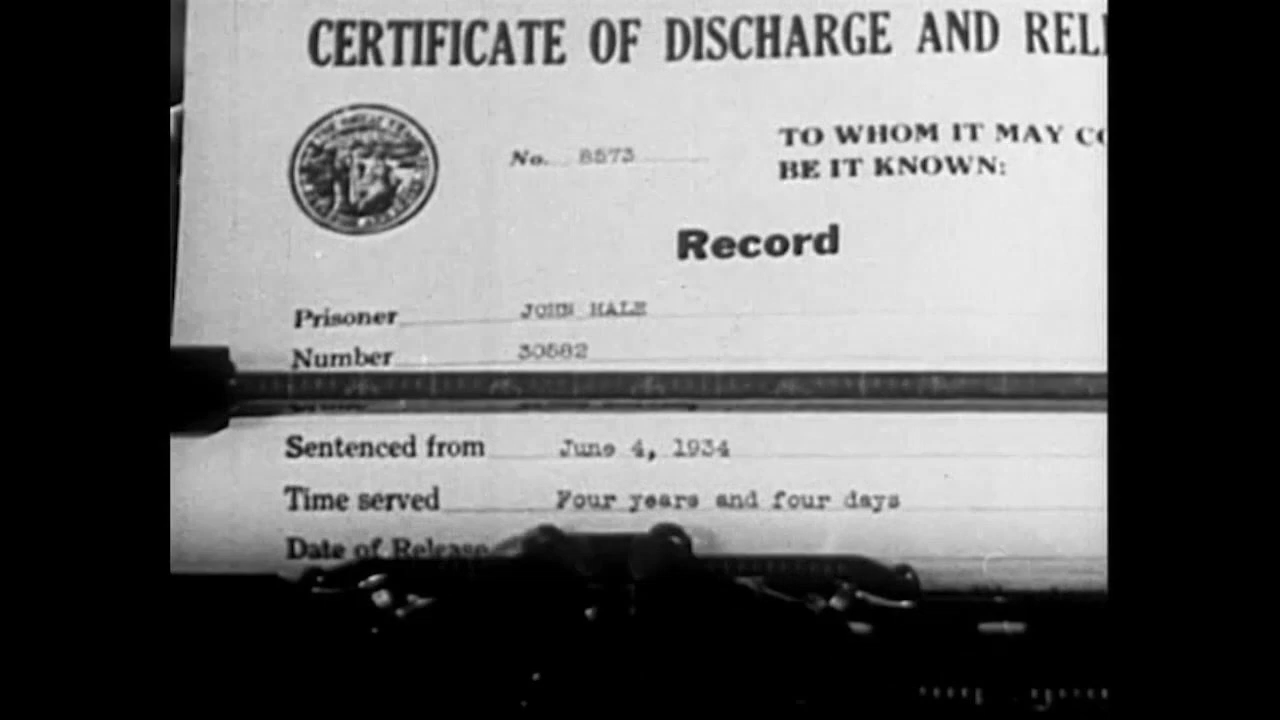 CERTIFICATE OF DISCHARGE AND REL
No. 8573
TO WHOM IT MAY CO
BE IT KNOWN:
Record
Prisoner JOHN HALE
Number 30582
Sentenced from June 4, 1934
Time served Four years and four days
Date of Release